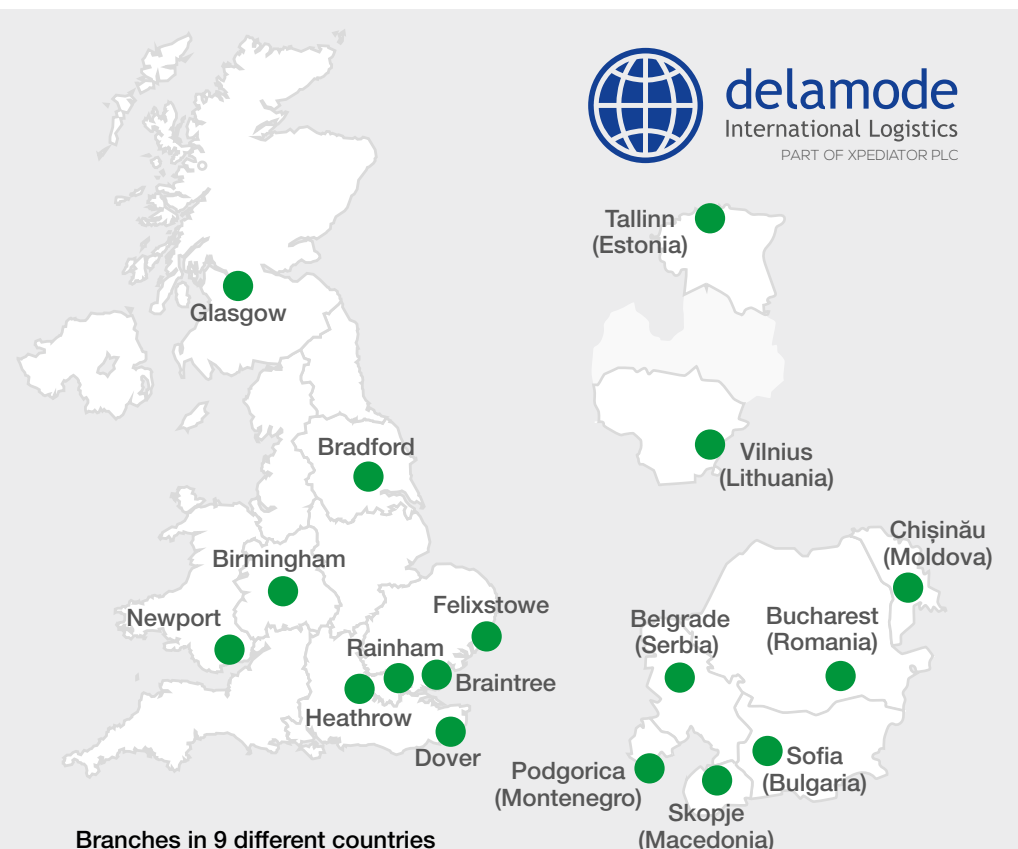 delamode
International Logistics
PART OF XPEDIATOR PLC
Tallinn
(Estonia)
Glasgow
Bradford
Vilnius
(Lithuania)
Birmingham
Chișinău
(Moldova)
Newport
Felixstowe
Belgrade
(Serbia)
Bucharest
(Romania)
Rainham
Braintree
Heathrow
Dover
Podgorica
(Montenegro)
Sofia
(Bulgaria)
Skopje
(Macedonia)
Branches in 9 different countries